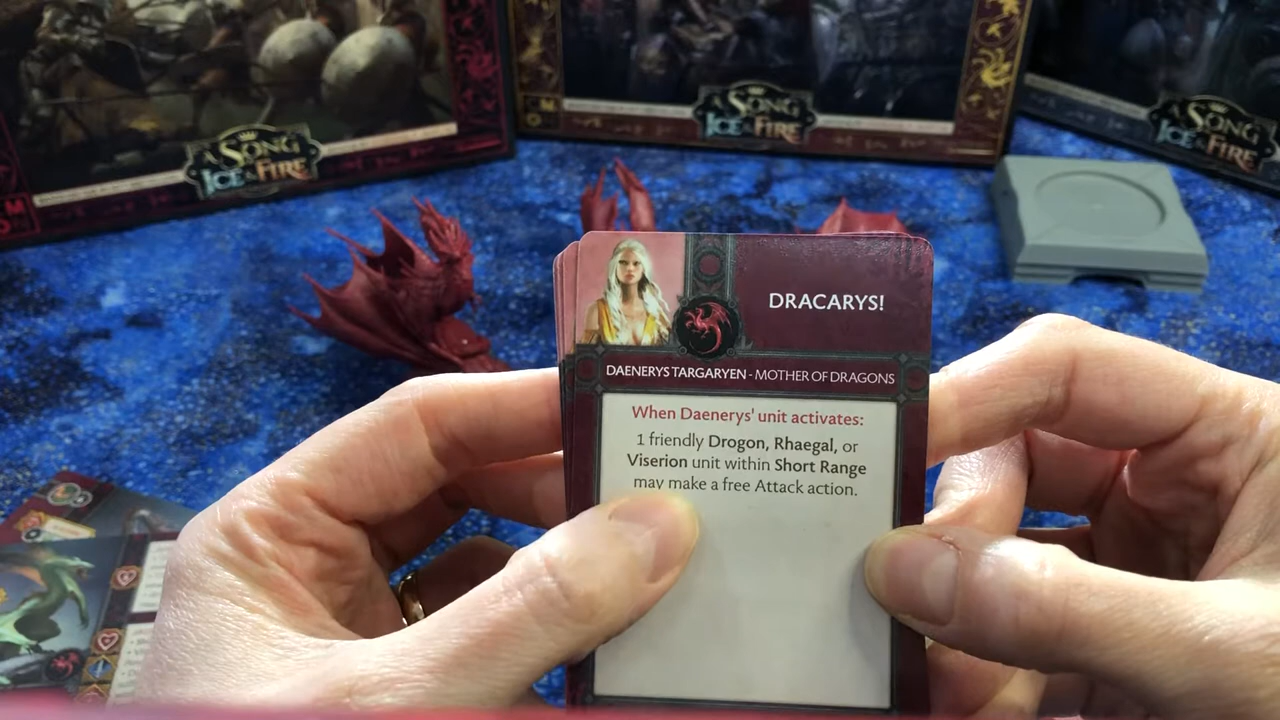 A SONG
OF
ICE & FIRE
A SONG
OF
ICE & FIRE
A SONG
OF
ICE & FIRE
DRACARYS!
DAENERYS TARGARYEN - MOTHER OF DRAGONS
When Daenerys' unit activates:
1 friendly Drogon, Rhaegal, or
Viserion unit within Short Range
may make a free Attack action.